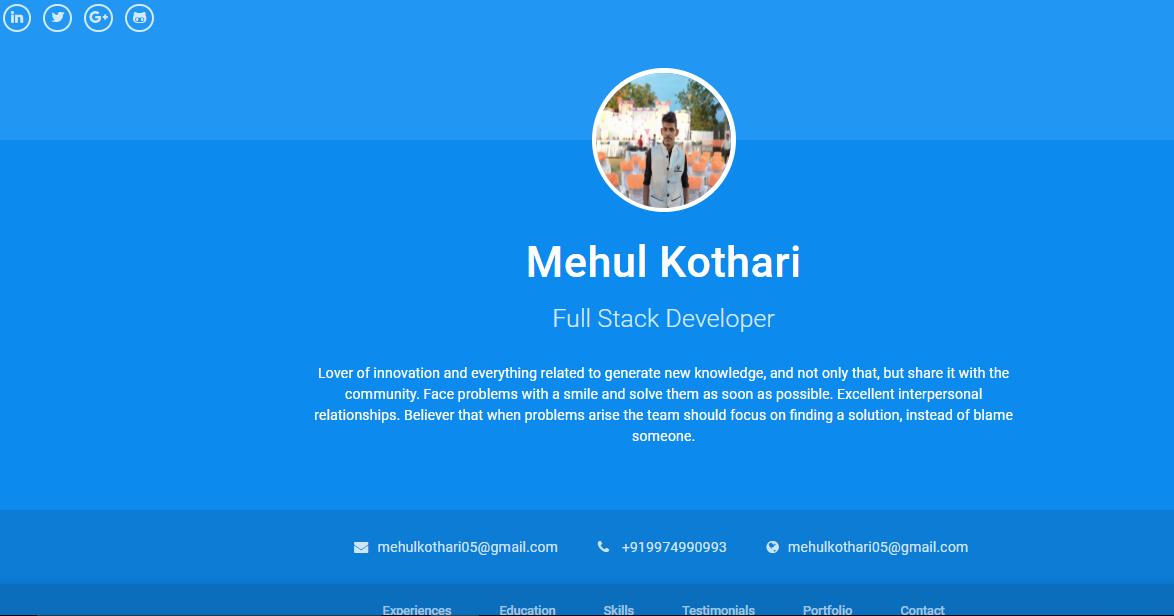 Mehul Kothari
Full Stack Developer
Lover of innovation and everything related to generate new knowledge, and not only that, but share it with the
community. Face problems with a smile and solve them as soon as possible. Excellent interpersonal
relationships. Believer that when problems arise the team should focus on finding a solution, instead of blame
someone.
mehulkothari05@gmail.com +919974990993 mehulkothari05@gmail.com
Experiences Education Skills Testimonials Portfolio Contact